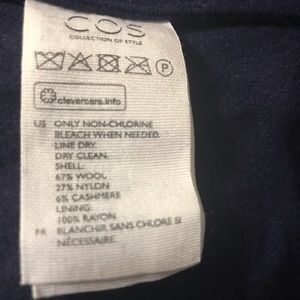 COS
COLLECTION OF STYLE
P
clevercare.info
US ONLY NON-CHLORINE
BLEACH WHEN NEEDED.
LINE DRY.
DRY CLEAN.
SHELL:
67% WOOL
27% NYLON
6% CASHMERE
LINING:
100% RAYON
FR BLANCHIR SANS CHLORE SI
NÉCESSAIRE.